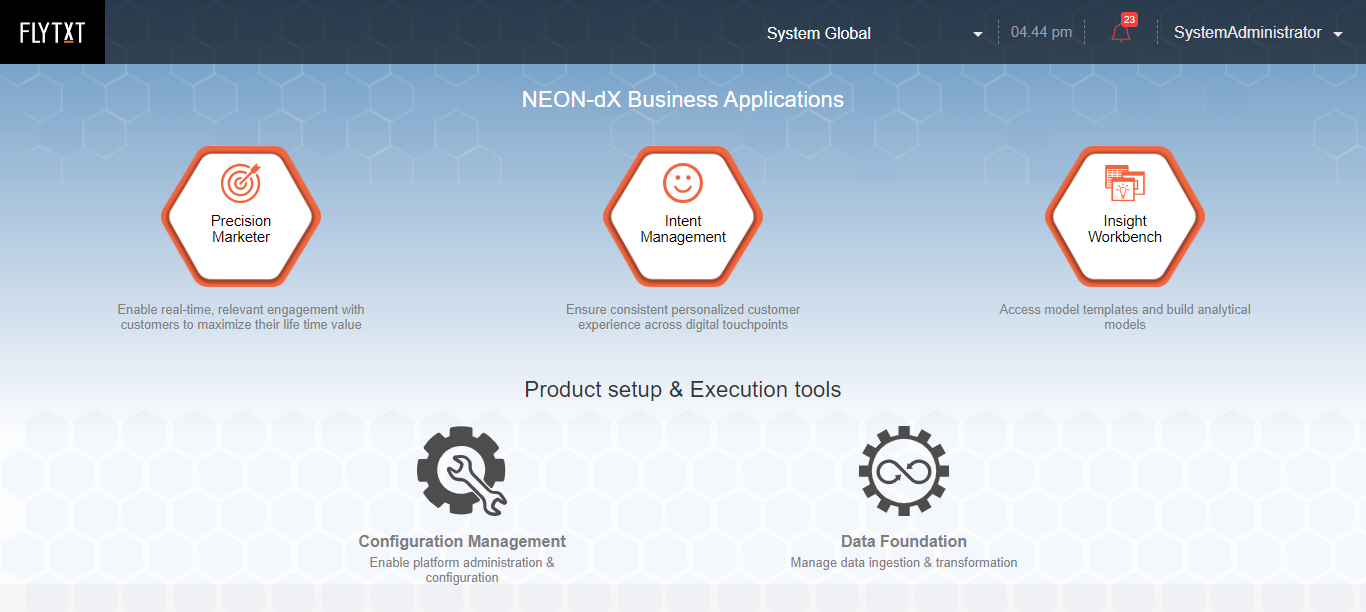 FLYTXT
System Global
04.44 pm
23
SystemAdministrator
NEON-dX Business Applications
Precision
Marketer
Intent
Management
Insight
Workbench
Enable real-time, relevant engagement with
customers to maximize their life time value
Ensure consistent personalized customer
experience across digital touchpoints
Access model templates and build analytical
models
Product setup & Execution tools
Configuration Management
Enable platform administration &
configuration
Data Foundation
Manage data ingestion & transformation